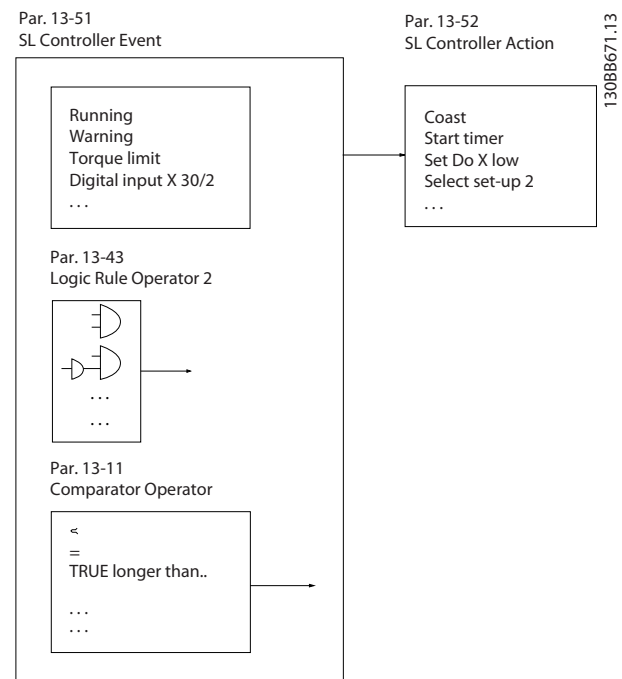 Par. 13-51
SL Controller Event
Running
Warning
Torque limit
Digital input X 30/2
. . .
Par. 13-43
Logic Rule Operator 2
. . .
. . .
Par. 13-11
Comparator Operator
<
=
TRUE longer than..
. . .
. . .
Par. 13-52
SL Controller Action
Coast
Start timer
Set Do X low
Select set-up 2
. . .
130BB671.13